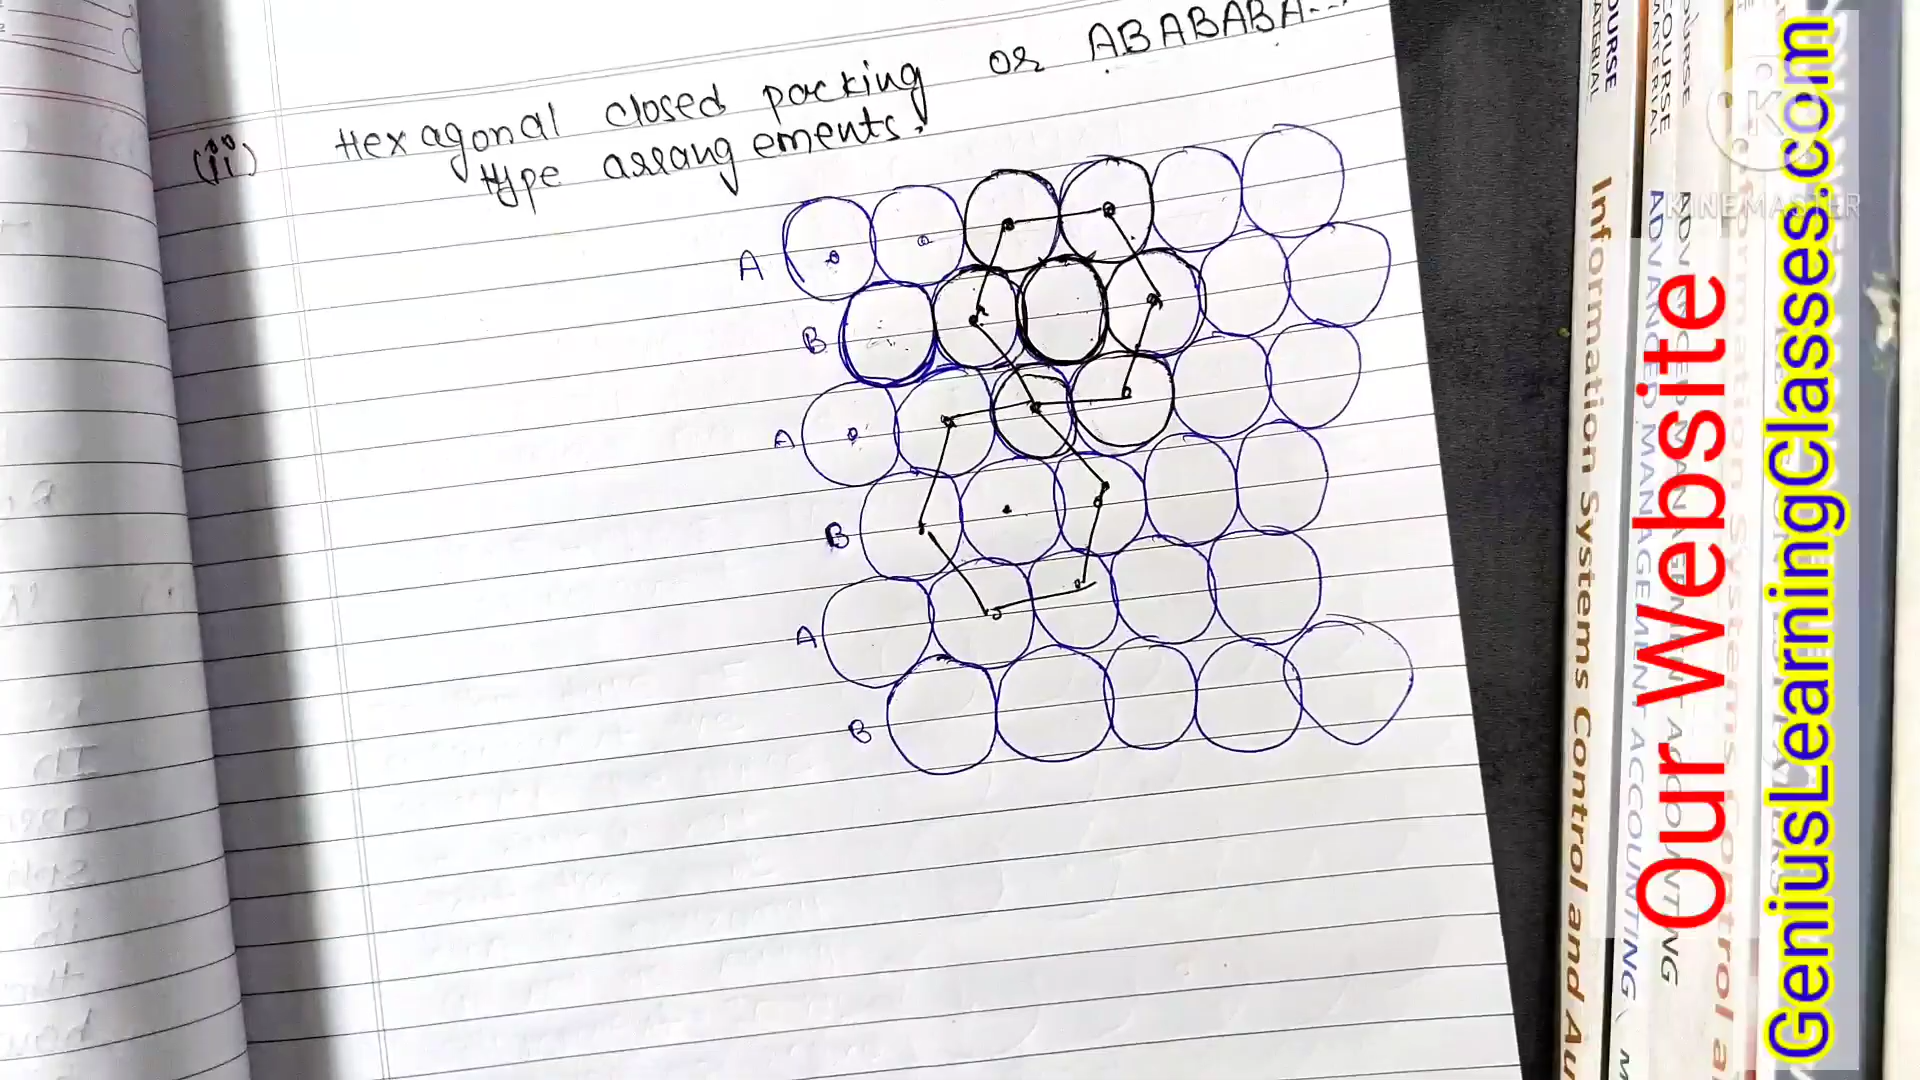 (ii) Hexagonal closed packing or ABABABA...
type arrangements.
A
B
A
B
A
B
Our Website
GeniusLearningClasses.com
KINEMASTER
Information Systems Control and Au
ADVANCED MANAGEMENT ACCOUNTING
COURSE
MATERIAL